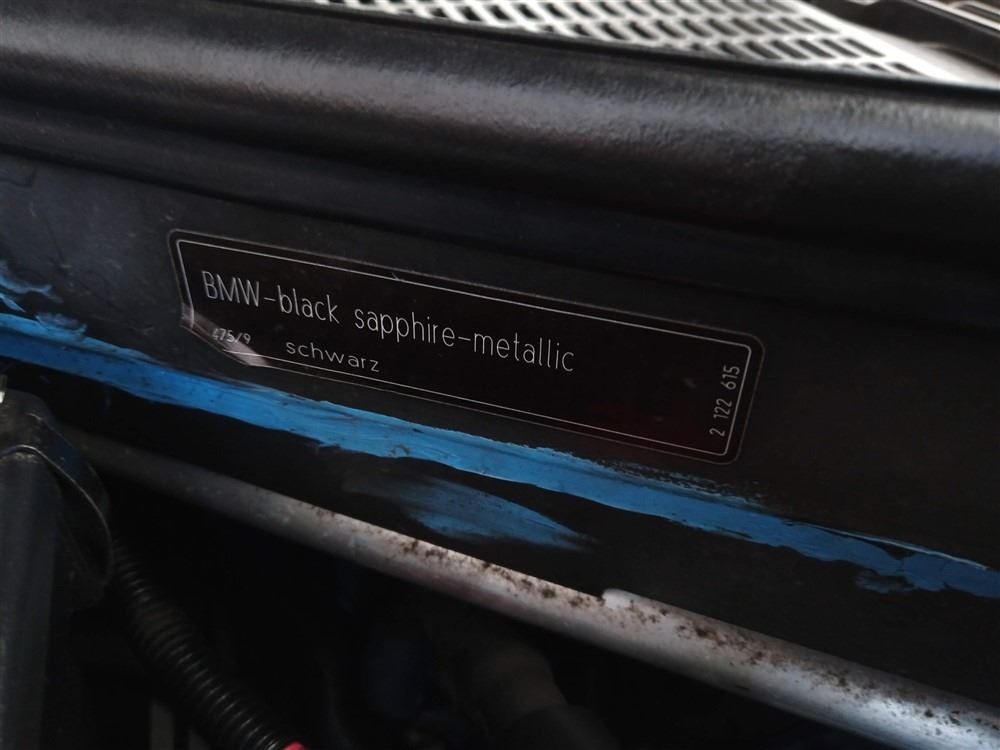 BMW-black sapphire-metallic
475/9 schwarz
2 122 615